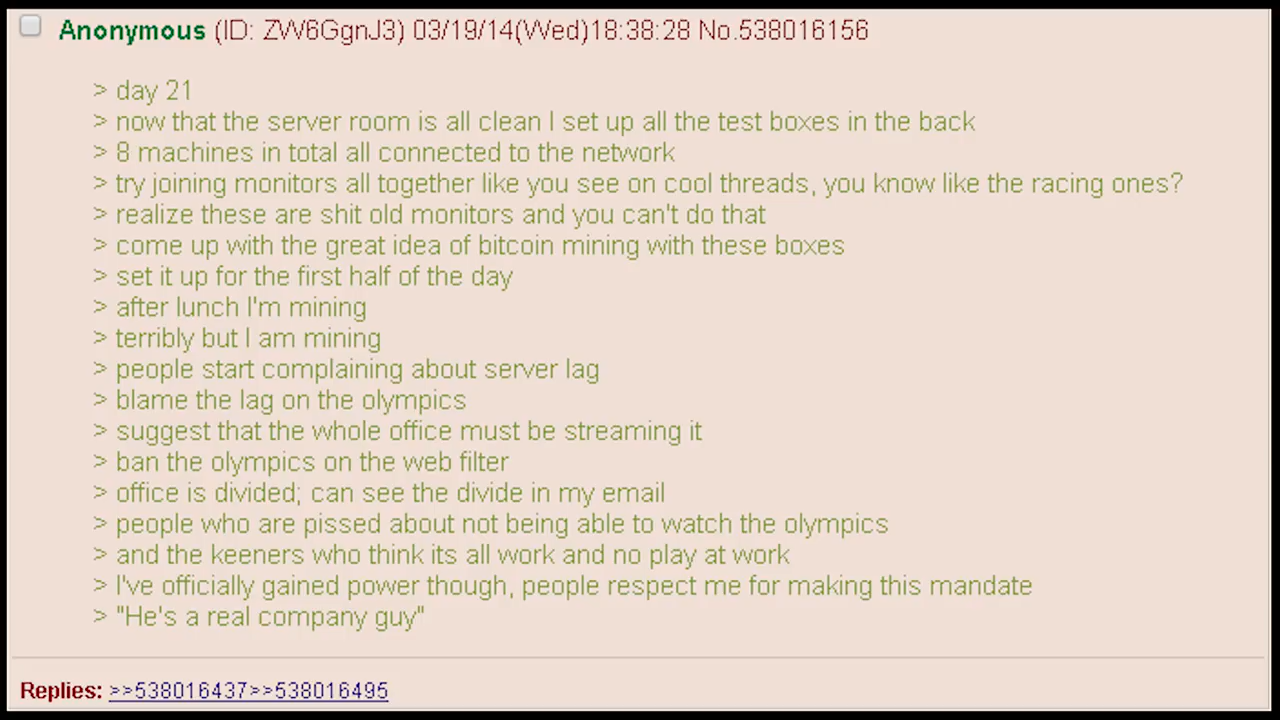 Anonymous (ID: ZW6GgnJ3) 03/19/14(Wed)18:38:28 No.538016156
> day 21
> now that the server room is all clean I set up all the test boxes in the back
> 8 machines in total all connected to the network
> try joining monitors all together like you see on cool threads, you know like the racing ones?
> realize these are shit old monitors and you can't do that
> come up with the great idea of bitcoin mining with these boxes
> set it up for the first half of the day
> after lunch I'm mining
> terribly but I am mining
> people start complaining about server lag
> blame the lag on the olympics
> suggest that the whole office must be streaming it
> ban the olympics on the web filter
> office is divided; can see the divide in my email
> people who are pissed about not being able to watch the olympics
> and the keeners who think its all work and no play at work
> I've officially gained power though, people respect me for making this mandate
> "He's a real company guy"
Replies: >>538016437>>538016495